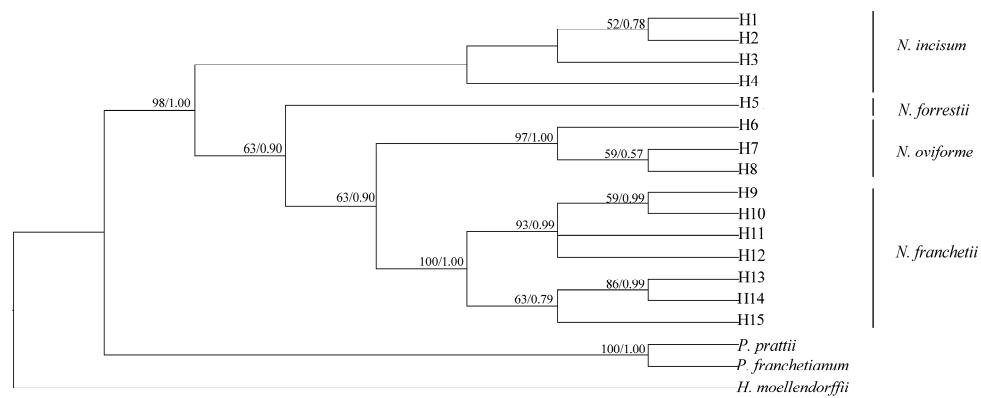 52/0.78 H1
H2
N. incisum
H3
H4
98/1.00
H5
N. forrestii
63/0.90
H6
97/1.00
H7
59/0.57
N. oviforme
H8
63/0.90
H9
59/0.99
H10
93/0.99
H11
H12
N. franchetii
100/1.00
H13
86/0.99
H14
63/0.79
H15
P. prattii
100/1.00
P. franchetianum
H. moellendorffii